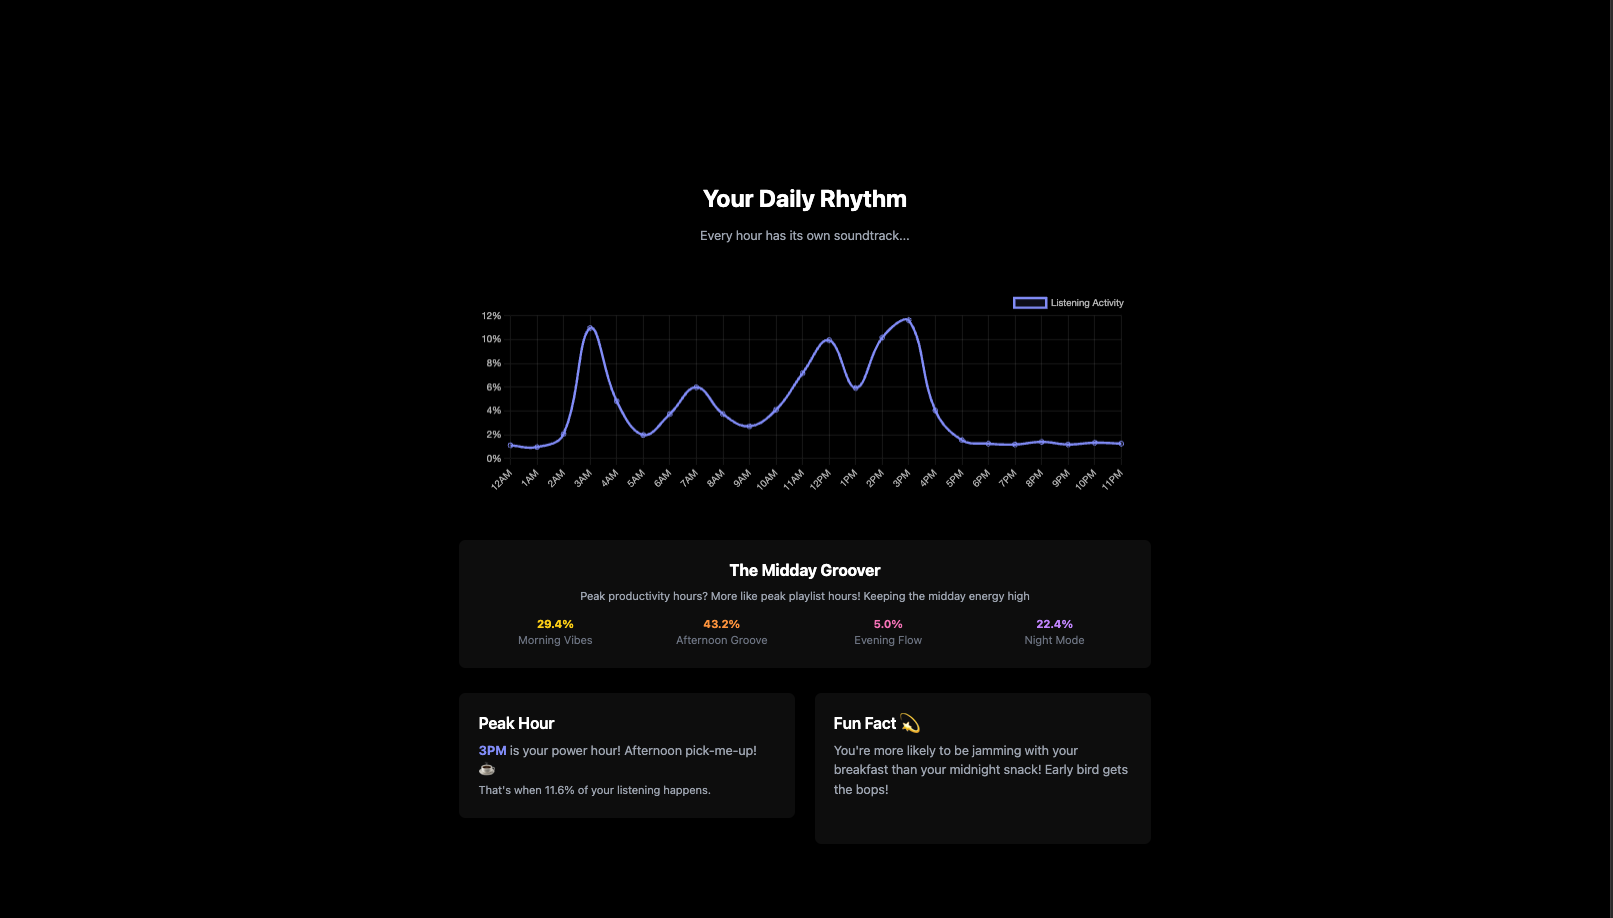 Your Daily Rhythm
Every hour has its own soundtrack...
Listening Activity
12%
10%
8%
6%
4%
2%
0%
12AM 1AM 2AM 3AM 4AM 5AM 6AM 7AM 8AM 9AM 10AM 11AM 12PM 1PM 2PM 3PM 4PM 5PM 6PM 7PM 8PM 9PM 10PM 11PM
The Midday Groover
Peak productivity hours? More like peak playlist hours! Keeping the midday energy high
29.4% 43.2% 5.0% 22.4%
Morning Vibes Afternoon Groove Evening Flow Night Mode
Peak Hour
3PM is your power hour! Afternoon pick-me-up!
☕
That's when 11.6% of your listening happens.
Fun Fact 💫
You're more likely to be jamming with your
breakfast than your midnight snack! Early bird gets
the bops!